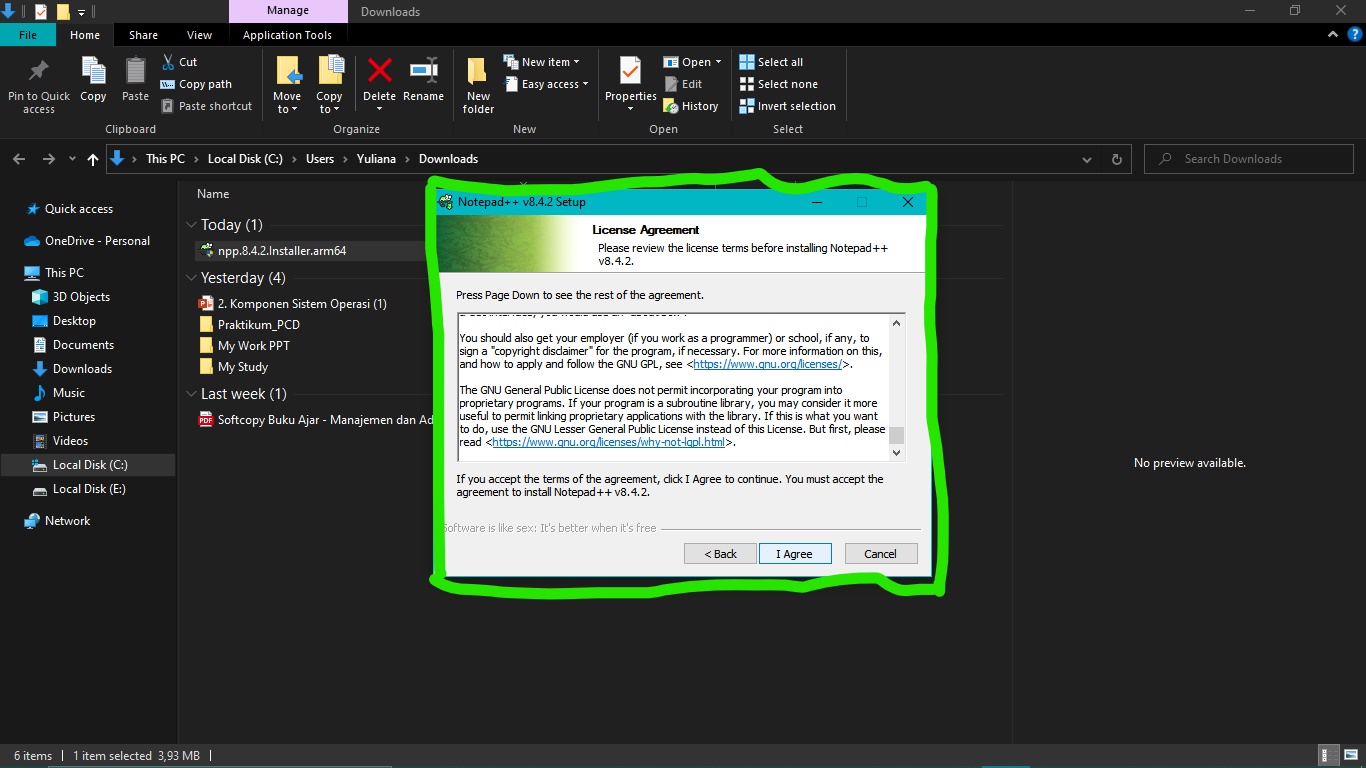 Manage
Downloads
File
Home
Share
View
Application Tools
Pin to Quick
access
Copy
Paste
Cut
Copy path
Paste shortcut
Clipboard
Move
to
Copy
to
Delete
Rename
Organize
New
folder
New item
Easy access
New
Properties
Open
Edit
History
Open
Select all
Select none
Invert selection
Select
This PC
Local Disk (C:)
Users
Yuliana
Downloads
Search Downloads
Quick access
OneDrive - Personal
This PC
3D Objects
Desktop
Documents
Downloads
Music
Pictures
Videos
Local Disk (C:)
Local Disk (E:)
Network
Name
Today (1)
npp.8.4.2.Installer.arm64
Yesterday (4)
2. Komponen Sistem Operasi (1)
Praktikum_PCD
My Work PPT
My Study
Last week (1)
Softcopy Buku Ajar - Manajemen dan Ad
Notepad++ v8.4.2 Setup
License Agreement
Please review the license terms before installing Notepad++
v8.4.2.
Press Page Down to see the rest of the agreement.
You should also get your employer (if you work as a programmer) or school, if any, to
sign a "copyright disclaimer" for the program, if necessary. For more information on this,
and how to apply and follow the GNU GPL, see <https://www.gnu.org/licenses/>.
The GNU General Public License does not permit incorporating your program into
proprietary programs. If your program is a subroutine library, you may consider it more
useful to permit linking proprietary applications with the library. If this is what you want
to do, use the GNU Lesser General Public License instead of this License. But first, please
read <https://www.gnu.org/licenses/why-not-lgpl.html>.
If you accept the terms of the agreement, click I Agree to continue. You must accept the
agreement to install Notepad++ v8.4.2.
Software is like sex: It's better when it's free
< Back
I Agree
Cancel
No preview available.
6 items
1 item selected 3,93 MB